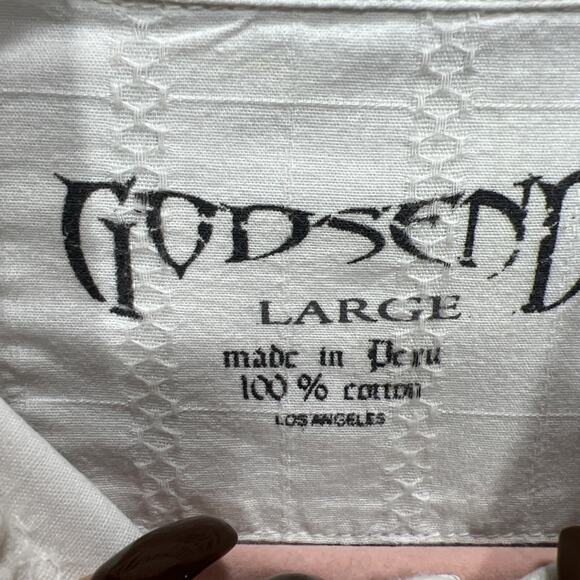 GODSEND
LARGE
made in Peru
100% cotton
LOS ANGELES